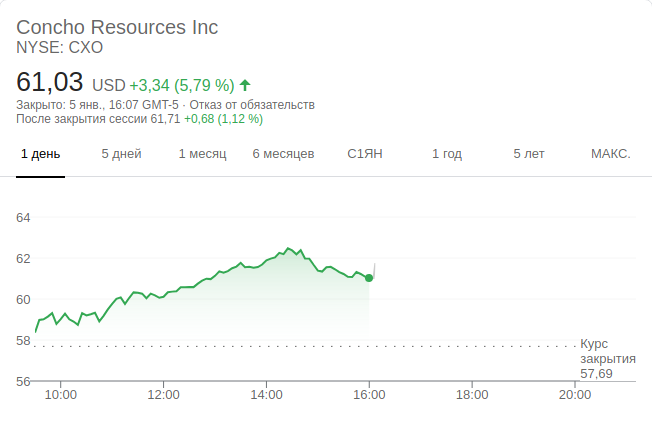 Concho Resources Inc
NYSE: CXO
61,03 USD +3,34 (5,79 %)
Закрыто: 5 янв., 16:07 GMT-5 · Отказ от обязательств
После закрытия сессии 61,71 +0,68 (1,12 %)
1 день 5 дней 1 месяц 6 месяцев С1ЯН 1 год 5 лет МАКС.
64
62
60
58
Курс
закрытия
57,69
56
10:00 12:00 14:00 16:00 18:00 20:00